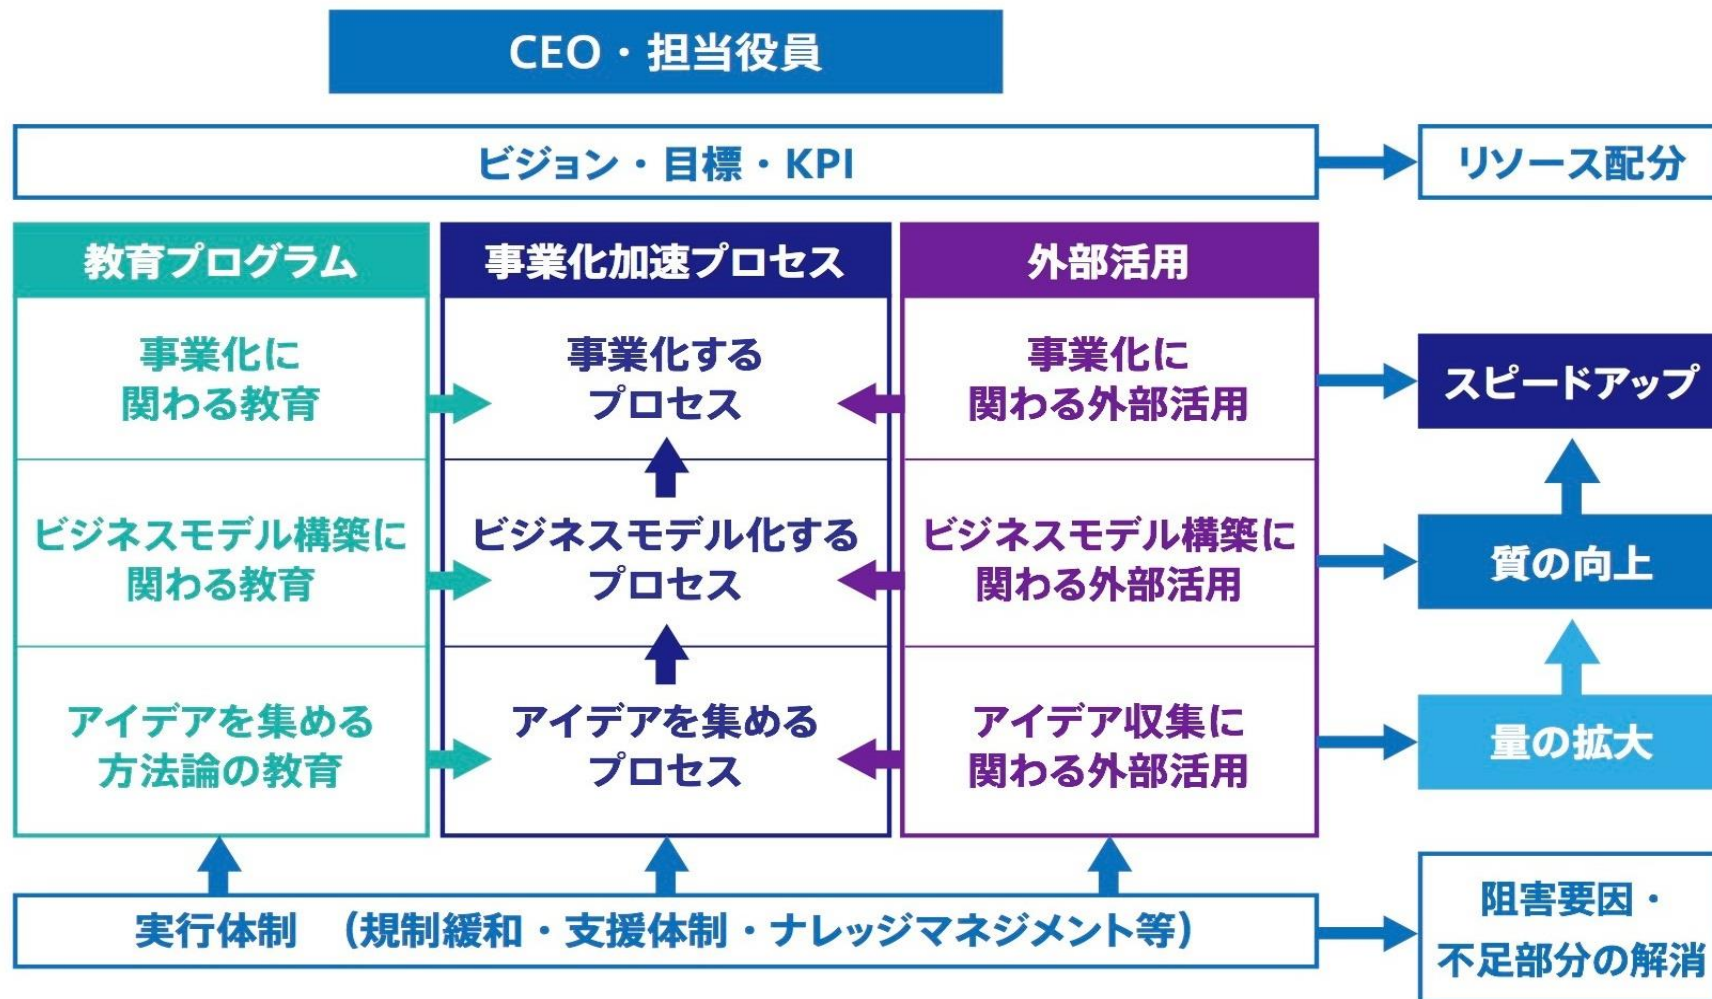 CEO・担当役員
ビジョン・目標・KPI
リソース配分
教育プログラム
事業化加速プロセス
外部活用
事業化に
関わる教育
事業化する
プロセス
事業化に
関わる外部活用
スピードアップ
ビジネスモデル構築に
関わる教育
ビジネスモデル化する
プロセス
ビジネスモデル構築に
関わる外部活用
質の向上
アイデアを集める
方法論の教育
アイデアを集める
プロセス
アイデア収集に
関わる外部活用
量の拡大
実行体制 （規制緩和・支援体制・ナレッジマネジメント等）
阻害要因・
不足部分の解消